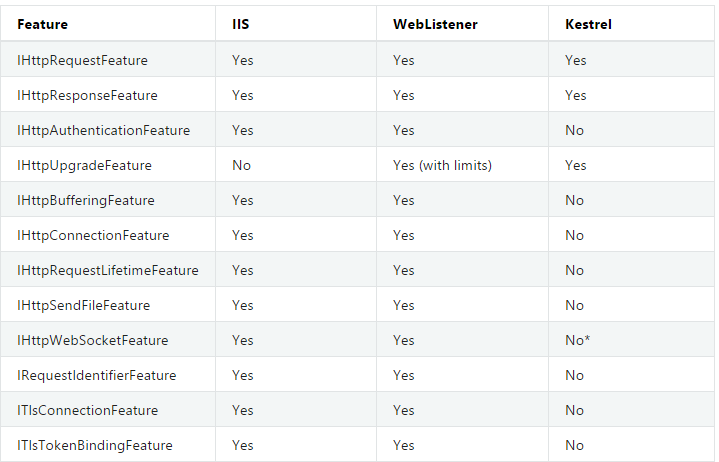 Feature IIS WebListener Kestrel
IHttpRequestFeature Yes Yes Yes
IHttpResponseFeature Yes Yes Yes
IHttpAuthenticationFeature Yes Yes No
IHttpUpgradeFeature No Yes (with limits) Yes
IHttpBufferingFeature Yes Yes No
IHttpConnectionFeature Yes Yes No
IHttpRequestLifetimeFeature Yes Yes No
IHttpSendFileFeature Yes Yes No
IHttpWebSocketFeature Yes Yes No*
IRequestIdentifierFeature Yes Yes No
ITlsConnectionFeature Yes Yes No
ITlsTokenBindingFeature Yes Yes No